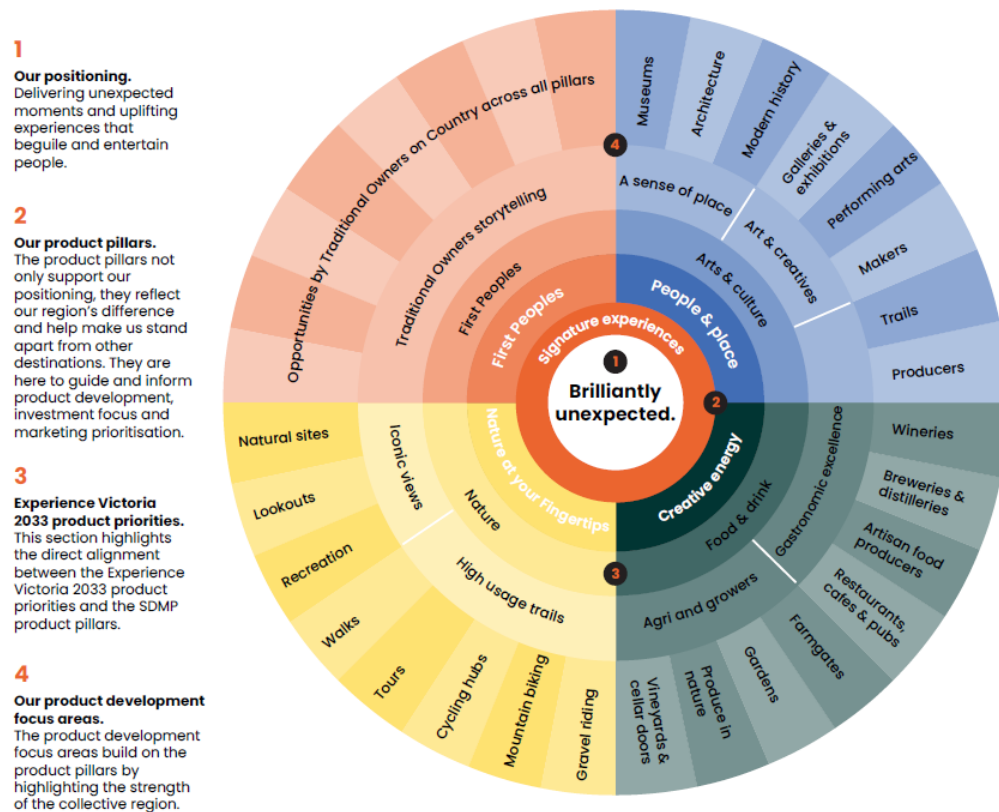 1
Our positioning.
Delivering unexpected
moments and uplifting
experiences that
beguile and entertain
people.
2
Our product pillars.
The product pillars not
only support our
positioning, they reflect
our region's difference
and help make us stand
apart from other
destinations. They are
here to guide and inform
product development,
investment focus and
marketing prioritisation.
3
Experience Victoria
2033 product priorities.
This section highlights
the direct alignment
between the Experience
Victoria 2033 product
priorities and the SDMP
product pillars.
4
Our product development
focus areas.
The product development
focus areas build on the
product pillars by
highlighting the strength
of the collective region.
1
Brilliantly
unexpected.
signature experiences
2
First Peoples
People & place
Creative energy
Nature at your Fingertips
3
First Peoples
Arts & culture
Food & drink
Nature
4
Traditional Owners storytelling
A sense of place
Art & creatives
Gastronomic excellence
Agri and growers
High usage trails
Iconic views
Opportunities by Traditional Owners on Country across all pillars
Museums
Architecture
Modern history
Galleries &
exhibitions
Performing arts
Makers
Trails
Producers
Wineries
Breweries &
distilleries
Artisan food
producers
Restaurants,
cafes & pubs
Farmgates
Gardens
Produce in
nature
Vineyards &
cellar doors
Gravel riding
Mountain biking
Cycling hubs
Tours
Walks
Recreation
Lookouts
Natural sites